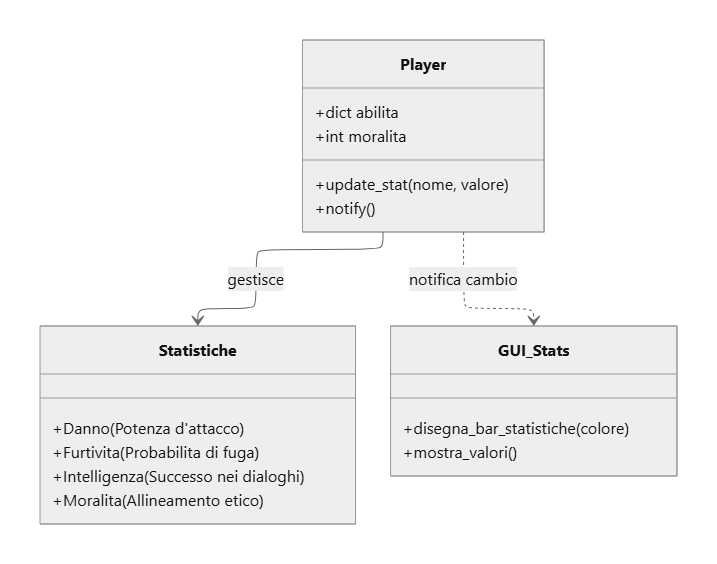 Player
+dict abilita
+int moralita
+update_stat(nome, valore)
+notify()
gestisce
notifica cambio
Statistiche
+Danno(Potenza d'attacco)
+Furtivita(Probabilita di fuga)
+Intelligenza(Successo nei dialoghi)
+Moralita(Allineamento etico)
GUI_Stats
+disegna_bar_statistiche(colore)
+mostra_valori()